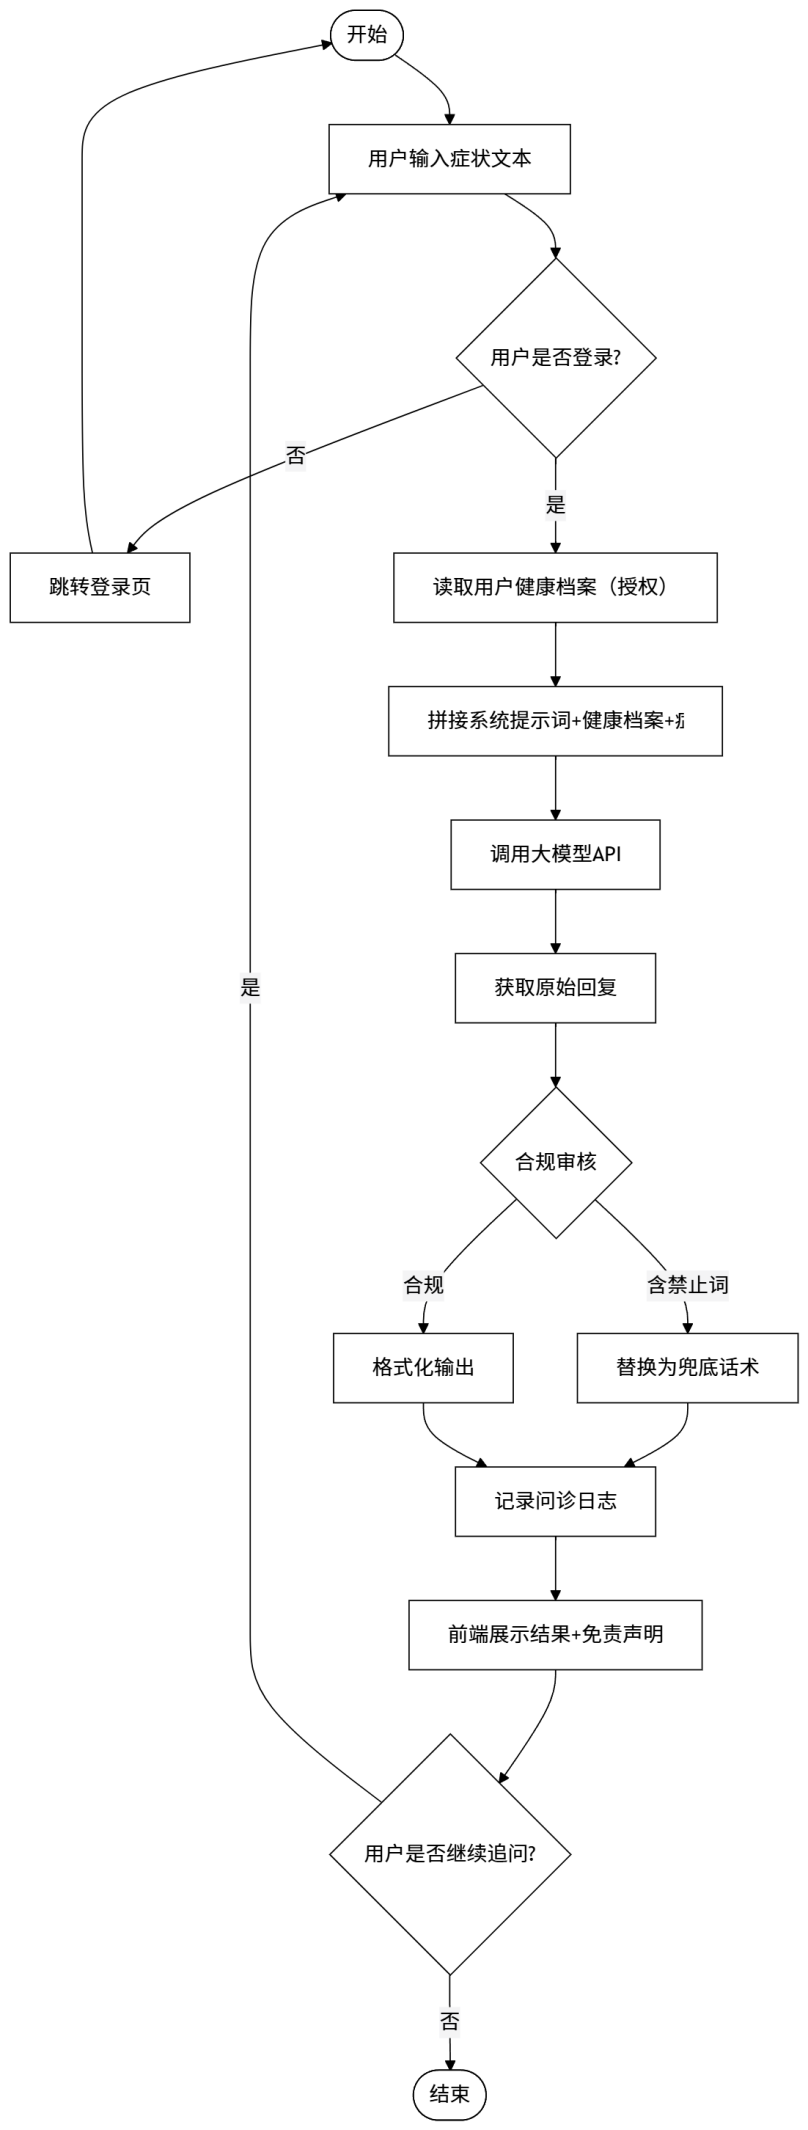 开始
用户输入症状文本
用户是否登录?
否
是
跳转登录页
读取用户健康档案（授权）
拼接系统提示词+健康档案+
调用大模型API
获取原始回复
是
合规审核
合规
含禁止词
格式化输出
替换为兜底话术
记录问诊日志
前端展示结果+免责声明
用户是否继续追问?
否
结束